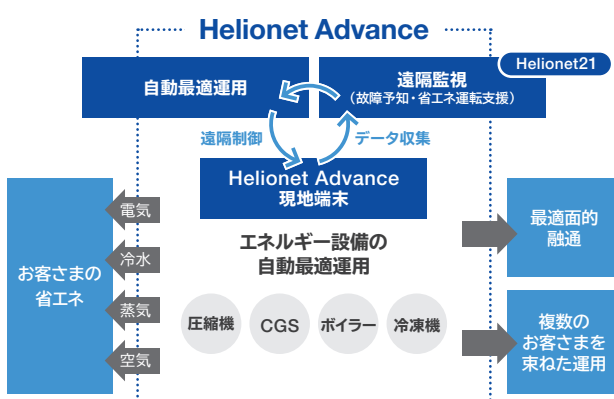 Helionet Advance
Helionet21
自動最適運用
遠隔監視
（故障予知・省エネ運転支援）
遠隔制御
データ収集
Helionet Advance
現地端末
エネルギー設備の
自動最適運用
圧縮機
CGS
ボイラー
冷凍機
電気
冷水
蒸気
空気
お客さまの
省エネ
最適面的
融通
複数の
お客さまを
束ねた運用